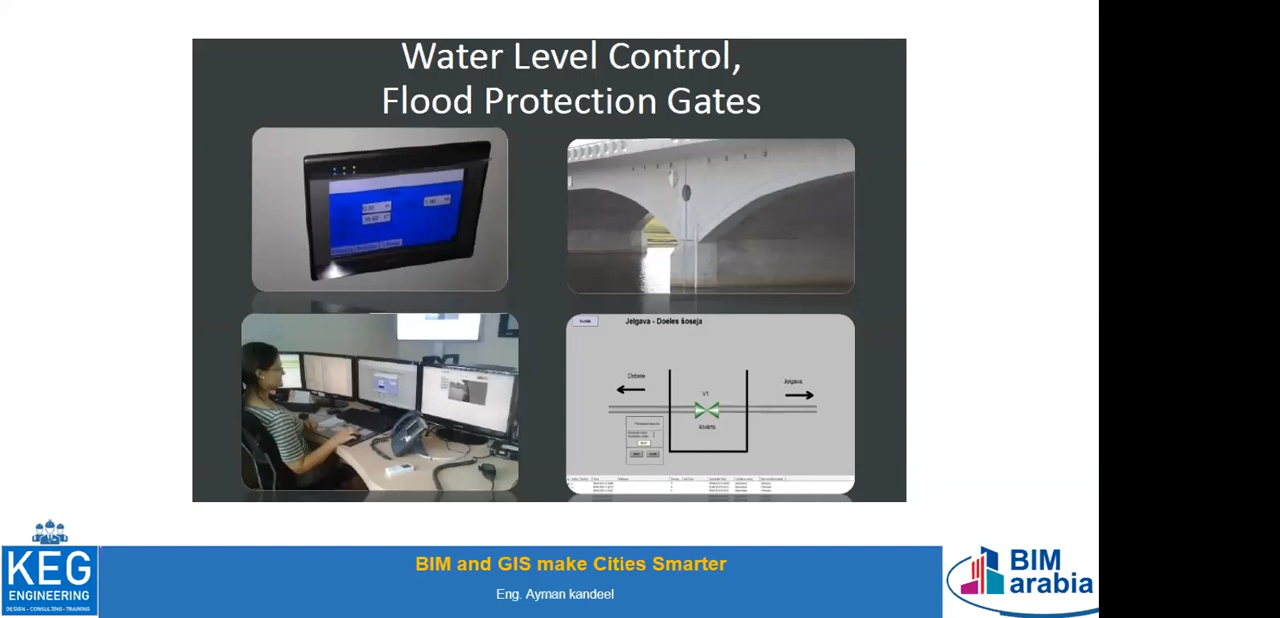 Water Level Control,
Flood Protection Gates
Jelgava - Doeles šoseja
Dobele
Jelgava
V1
Atvērts
KEG
ENGINEERING
DESIGN - CONSULTING- TRAINING
BIM and GIS make Cities Smarter
Eng. Ayman kandeel
BIM
arabia